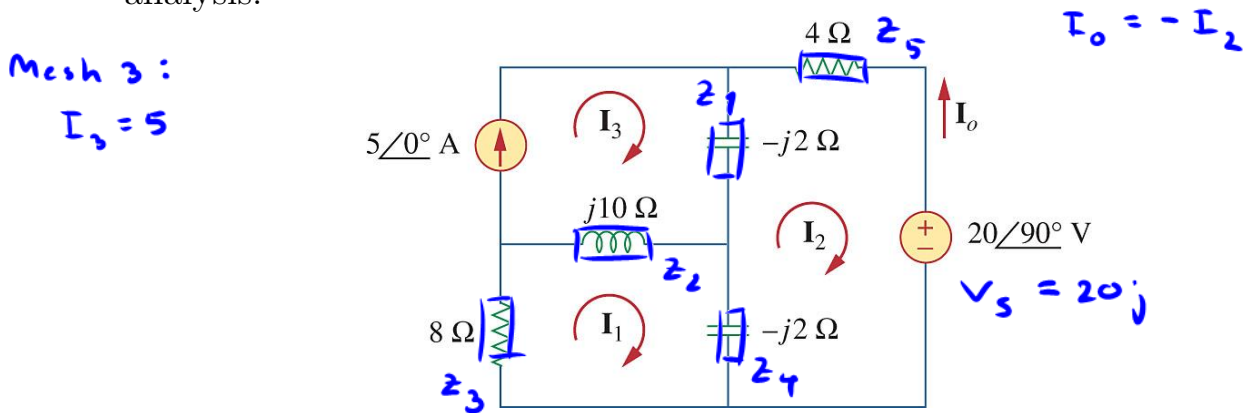 analysis.
I₀ = - I₂
Mesh 3 :
I₃ = 5
4 Ω Z₅
Z₁
I₃
Iₒ
5/0° A
-j2 Ω
j10 Ω
I₂
+
−
20/90° V
Z₂
Vₛ = 20j
8 Ω
I₁
-j2 Ω
Z₃
Z₄